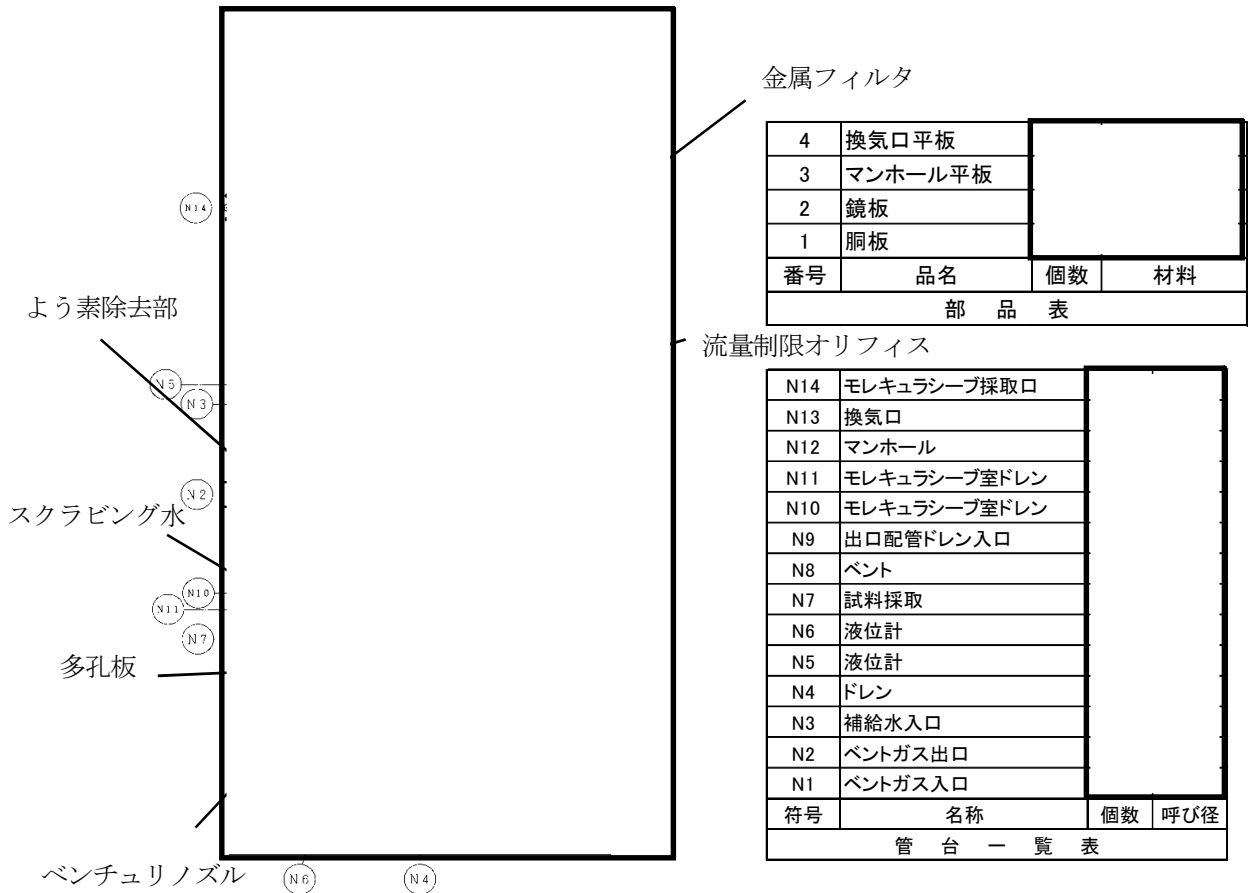 金属フィルタ
4 換気口平板
3 マンホール平板
2 鏡板
1 胴板
番号 品名 個数 材料
部 品 表
N14
よう素除去部
流量制限オリフィス
N5
N3
N2
スクラビング水
N10
N11
N7
多孔板
ベンチュリノズル
N6
N4
N14 モレキュラシーブ採取口
N13 換気口
N12 マンホール
N11 モレキュラシーブ室ドレン
N10 モレキュラシーブ室ドレン
N9 出口配管ドレン入口
N8 ベント
N7 試料採取
N6 液位計
N5 液位計
N4 ドレン
N3 補給水入口
N2 ベントガス出口
N1 ベントガス入口
符号 名称 個数 呼び径
管 台 一 覧 表